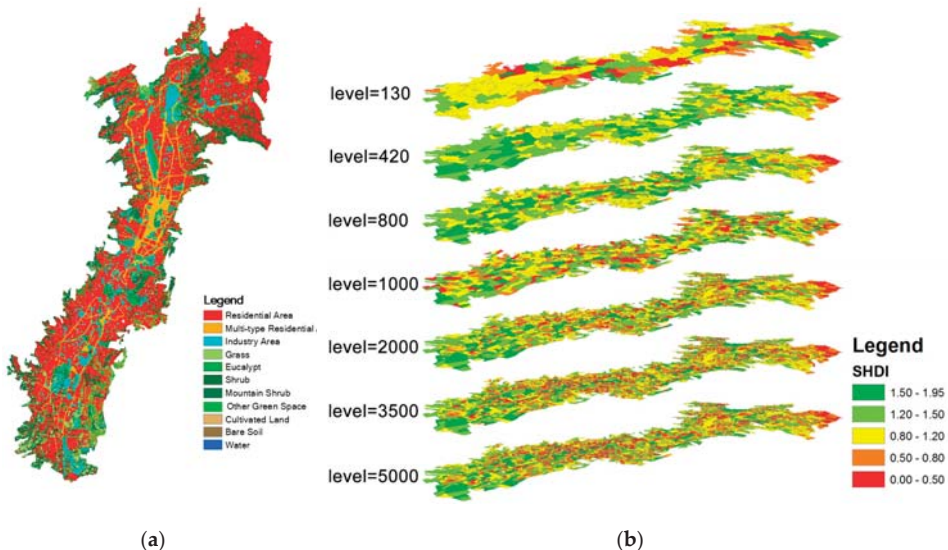 Legend
Residential Area
Multi-type Residential
Industry Area
Grass
Eucalypt
Shrub
Mountain Shrub
Other Green Space
Cultivated Land
Bare Soil
Water
(a)
level=130
level=420
level=800
level=1000
level=2000
level=3500
level=5000
Legend
SHDI
1.50 - 1.95
1.20 - 1.50
0.80 - 1.20
0.50 - 0.80
0.00 - 0.50
(b)